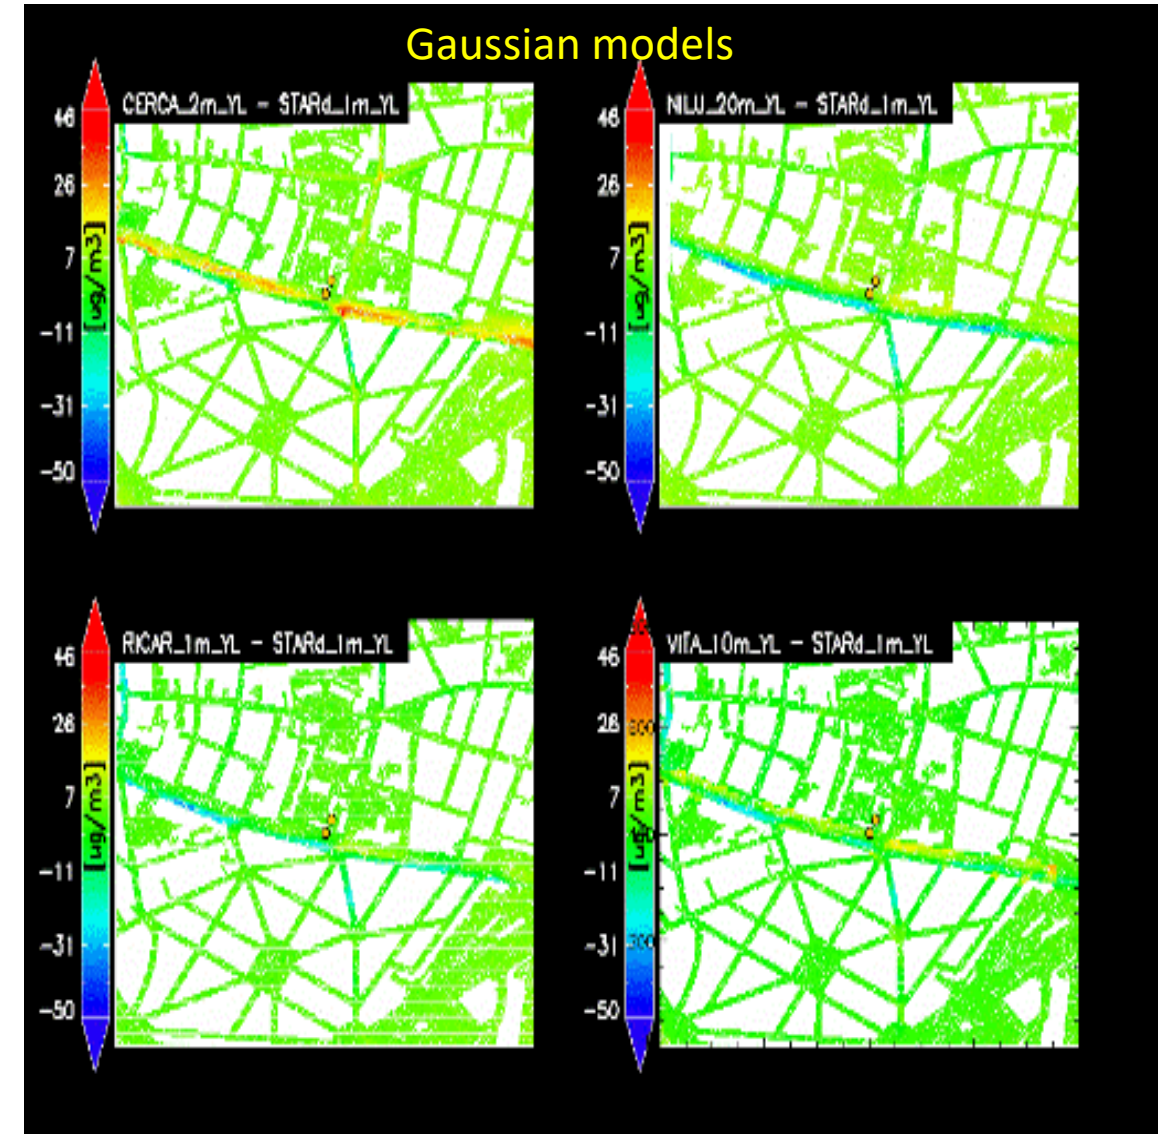 Gaussian models
CERCA_2m_YL - STARd_1m_YL
46
26
7
-11
-31
-50
[ug/m3]
NILU_20m_YL - STARd_1m_YL
46
26
7
-11
-31
-50
[ug/m3]
RICAR_1m_YL - STARd_1m_YL
46
26
7
-11
-31
-50
[ug/m3]
VITA_10m_YL - STARd_1m_YL
46
26
7
-11
-31
-50
[ug/m3]